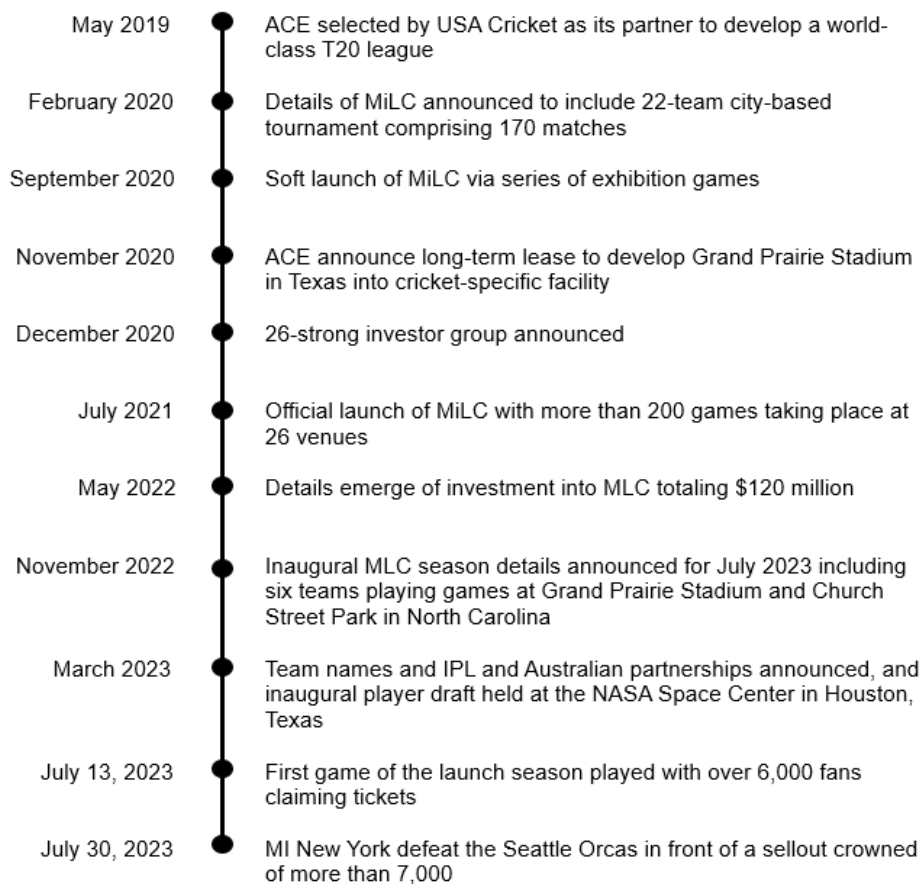 May 2019
ACE selected by USA Cricket as its partner to develop a world-
class T20 league
February 2020
Details of MiLC announced to include 22-team city-based
tournament comprising 170 matches
September 2020
Soft launch of MiLC via series of exhibition games
November 2020
ACE announce long-term lease to develop Grand Prairie Stadium
in Texas into cricket-specific facility
December 2020
26-strong investor group announced
July 2021
Official launch of MiLC with more than 200 games taking place at
26 venues
May 2022
Details emerge of investment into MLC totaling $120 million
November 2022
Inaugural MLC season details announced for July 2023 including
six teams playing games at Grand Prairie Stadium and Church
Street Park in North Carolina
March 2023
Team names and IPL and Australian partnerships announced, and
inaugural player draft held at the NASA Space Center in Houston,
Texas
July 13, 2023
First game of the launch season played with over 6,000 fans
claiming tickets
July 30, 2023
MI New York defeat the Seattle Orcas in front of a sellout crowned
of more than 7,000